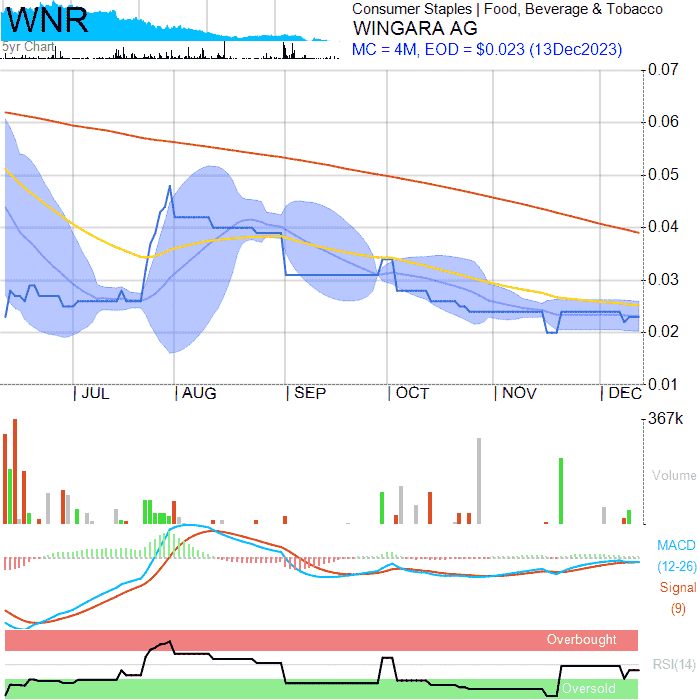 WNR
5yr Chart
Consumer Staples | Food, Beverage & Tobacco
WINGARA AG
MC = 4M, EOD = $0.023 (13Dec2023)
0.07
0.06
0.05
0.04
0.03
0.02
0.01
| JUL
| AUG
| SEP
| OCT
| NOV
| DEC
367k
Volume
MACD
(12-26)
Signal
(9)
Overbought
RSI(14)
Oversold